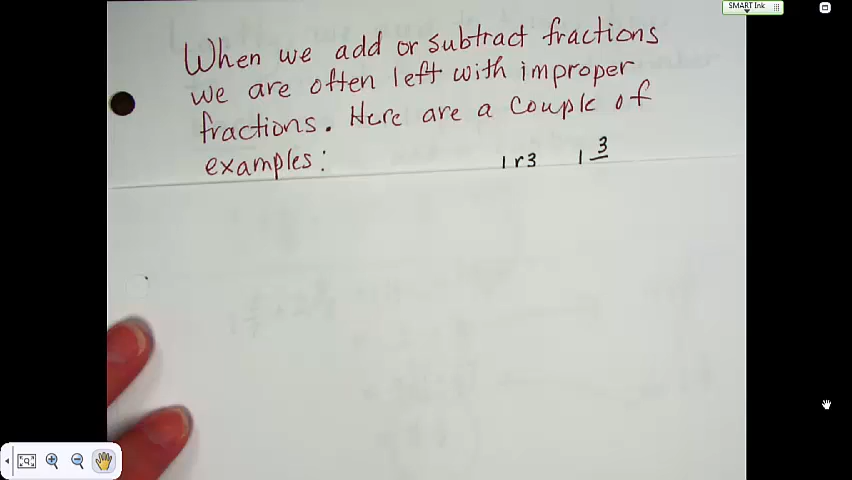 SMART Ink
When we add or subtract fractions
we are often left with improper
fractions. Here are a couple of
examples:
1 r3 1 3